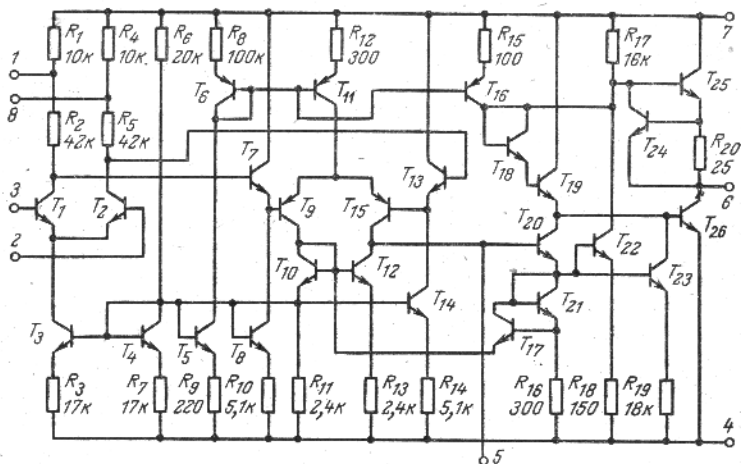 R1 10к
R4 10к
R6 20к
R8 100к
R12 300
R15 100
R17 16к
7
1
8
T6
T11
T16
T25
R2 42к
R5 42к
T7
T13
T18
T24
R20 25
3
T1
T2
T9
T15
T19
6
2
T20
T26
T10
T12
T22
T23
T3
T4
T5
T8
T14
T21
T17
R3 17к
R7 17к
R9 220
R10 5,1к
R11 2,4к
R13 2,4к
R14 5,1к
R16 300
R18 150
R19 18к
4
5